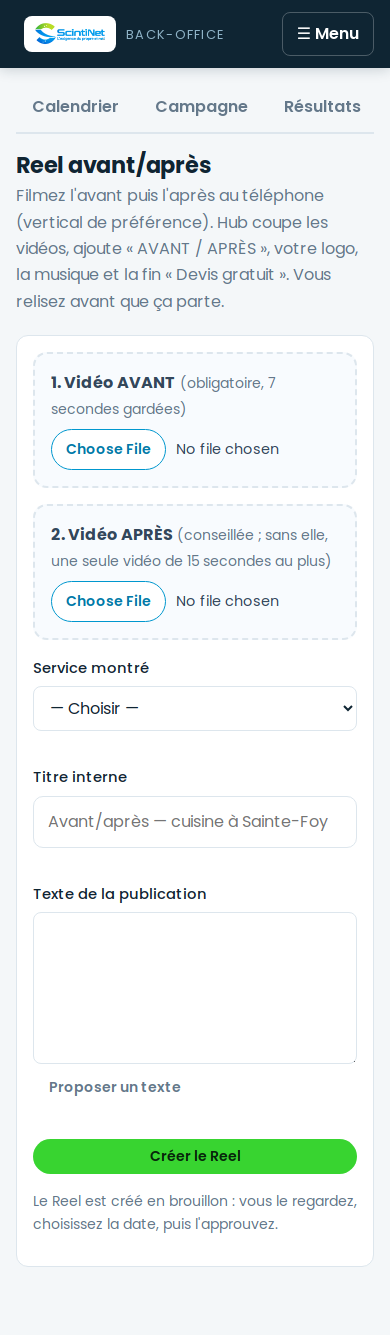 ScintiNet
BACK-OFFICE
☰ Menu
Calendrier Campagne Résultats
Reel avant/après
Filmez l'avant puis l'après au téléphone
(vertical de préférence). Hub coupe les
vidéos, ajoute « AVANT / APRÈS », votre logo,
la musique et la fin « Devis gratuit ». Vous
relisez avant que ça parte.
1. Vidéo AVANT (obligatoire, 7
secondes gardées)
Choose File No file chosen
2. Vidéo APRÈS (conseillée ; sans elle,
une seule vidéo de 15 secondes au plus)
Choose File No file chosen
Service montré
— Choisir —
Titre interne
Avant/après — cuisine à Sainte-Foy
Texte de la publication
Proposer un texte
Créer le Reel
Le Reel est créé en brouillon : vous le regardez,
choisissez la date, puis l'approuvez.